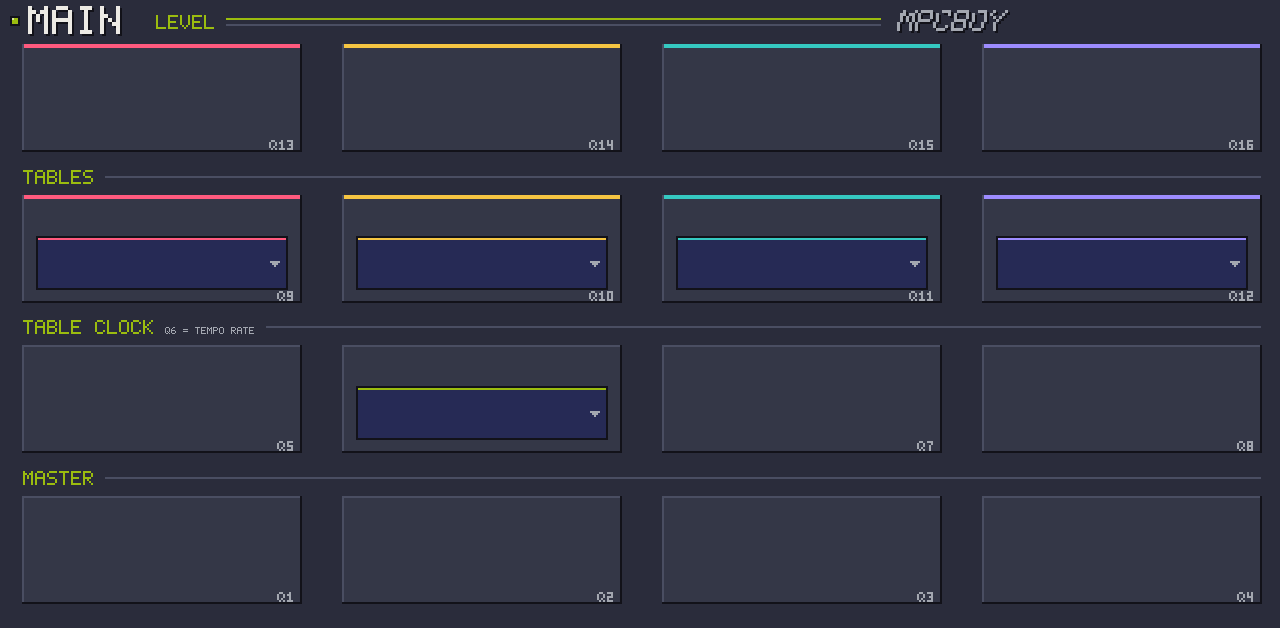 MAIN LEVEL MPCBOY
Q13 Q14 Q15 Q16
TABLES
Q9 Q10 Q11 Q12
TABLE CLOCK Q6 = TEMPO RATE
Q5 Q7 Q8
MASTER
Q1 Q2 Q3 Q4